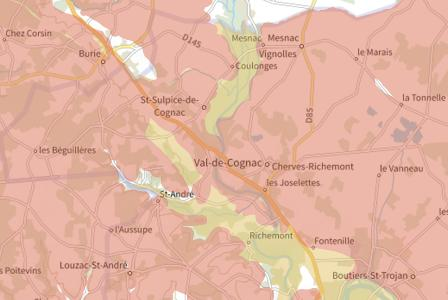 Chez Corsin
Burie
D145
Mesnac
Mesnac
Vignolles
Coulonges
le Marais
la Tonnelle
St-Sulpice-de-
Cognac
D85
les Béguillères
Val-de-Cognac
Cherves-Richemont
le Vanneau
les Joselettes
St-André
les
l'Aussupe
Richemont
Fontenille
s Poitevins
Louzac-St-André
Boutiers-St-Trojan